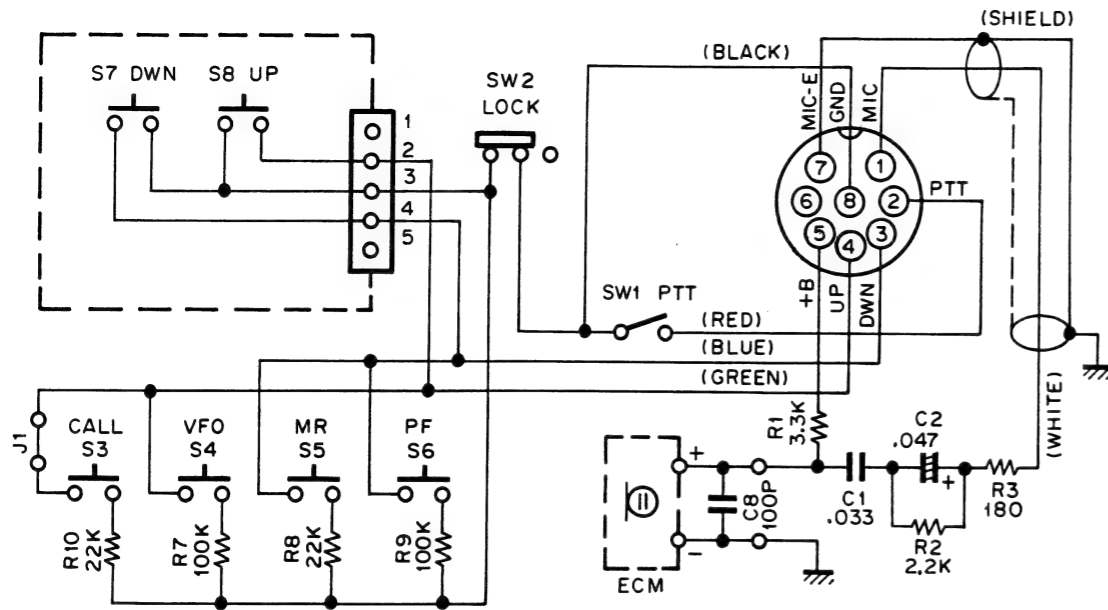 (SHIELD)
(BLACK)
S7 DWN
S8 UP
SW2
LOCK
1
2
3
4
5
MIC-E
GND
MIC
7
1
6
8
2
5
4
3
PTT
+B
UP
DWN
SW1 PTT
(RED)
(BLUE)
(GREEN)
(WHITE)
J1
CALL
S3
VFO
S4
MR
S5
PF
S6
R10
22K
R7
100K
R8
22K
R9
100K
R1
3.3K
+
-
ECM
C8
100P
C1
.033
C2
.047
+
R2
2,2K
R3
180